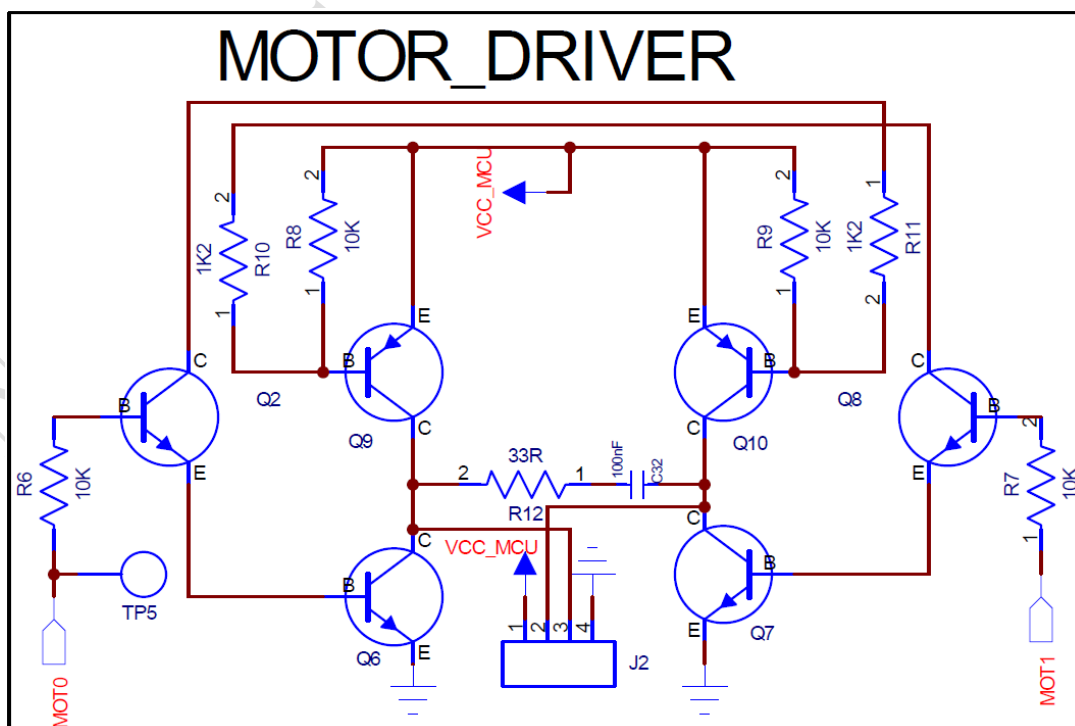 MOTOR_DRIVER
VCC_MCU
2
1K2
R10
1
2
R8
10K
1
2
R9
10K
1
1
1K2
R11
2
E
B
C
Q9
E
B
C
Q10
C
B
E
Q2
C
B
E
Q8
R6
10K
TP5
MOT0
2
33R
1
R12
100nF
C32
2
R7
10K
1
MOT1
VCC_MCU
C
B
E
Q6
C
B
E
Q7
1
2
3
4
J2